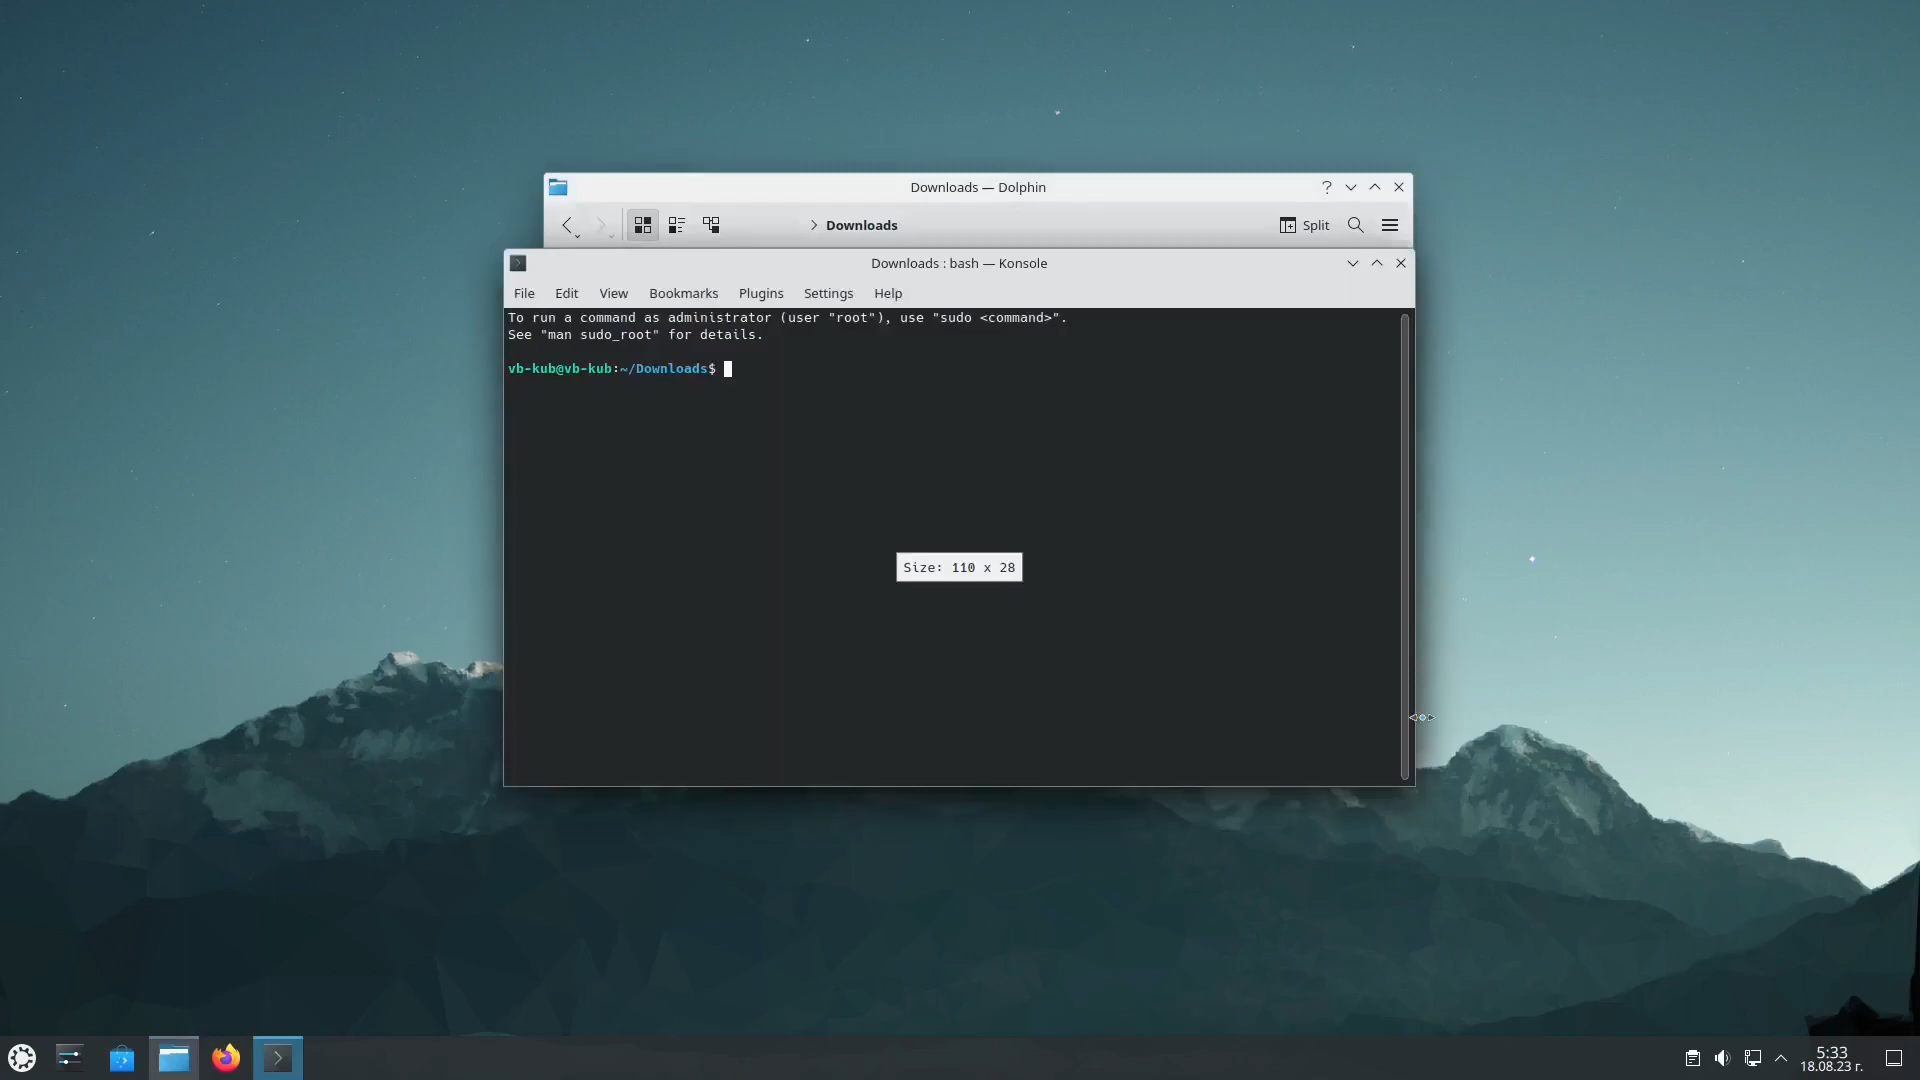 Downloads — Dolphin
Downloads
Split
Downloads : bash — Konsole
File Edit View Bookmarks Plugins Settings Help
To run a command as administrator (user "root"), use "sudo <command>".
See "man sudo_root" for details.
vb-kub@vb-kub:~/Downloads$
Size: 110 x 28
5:33
18.08.23 г.